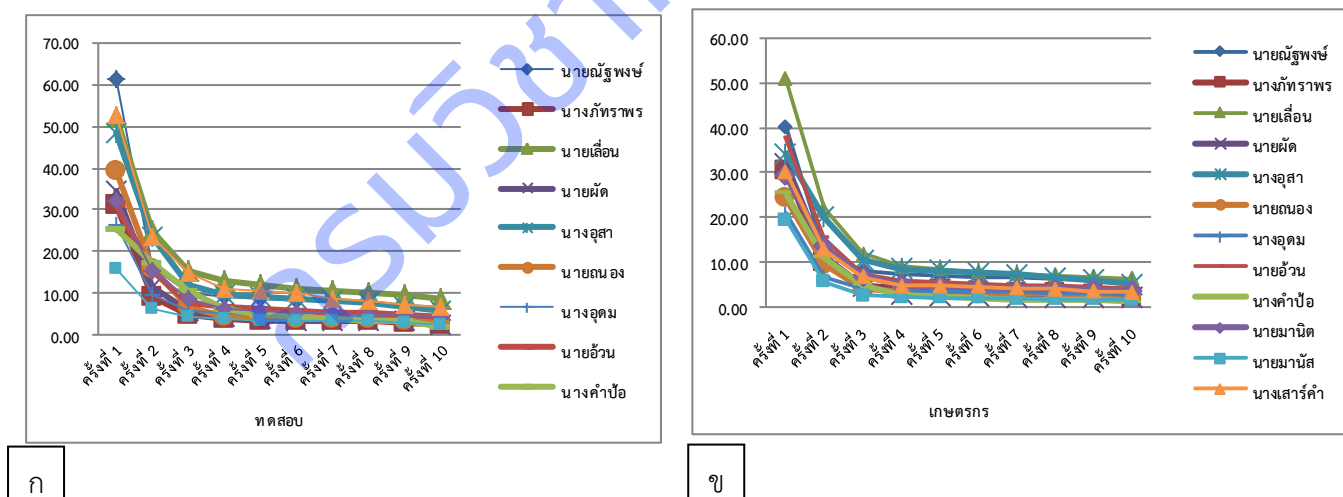 70.00
60.00
50.00
40.00
30.00
20.00
10.00
0.00
ครั้งที่ 1
ครั้งที่ 2
ครั้งที่ 3
ครั้งที่ 4
ครั้งที่ 5
ครั้งที่ 6
ครั้งที่ 7
ครั้งที่ 8
ครั้งที่ 9
ครั้งที่ 10
ทดสอบ
นายณัฐพงษ์
นางภัทราพร
นายเลื่อน
นายผัด
นางอุสา
นายถนอง
นางอุดม
นายอ้วน
นางคำป้อ
ก
60.00
50.00
40.00
30.00
20.00
10.00
0.00
ครั้งที่ 1
ครั้งที่ 2
ครั้งที่ 3
ครั้งที่ 4
ครั้งที่ 5
ครั้งที่ 6
ครั้งที่ 7
ครั้งที่ 8
ครั้งที่ 9
ครั้งที่ 10
เกษตรกร
นายณัฐพงษ์
นางภัทราพร
นายเลื่อน
นายผัด
นางอุสา
นายถนอง
นางอุดม
นายอ้วน
นางคำป้อ
นายมานิต
นายมานัส
นางเสาร์คำ
ข